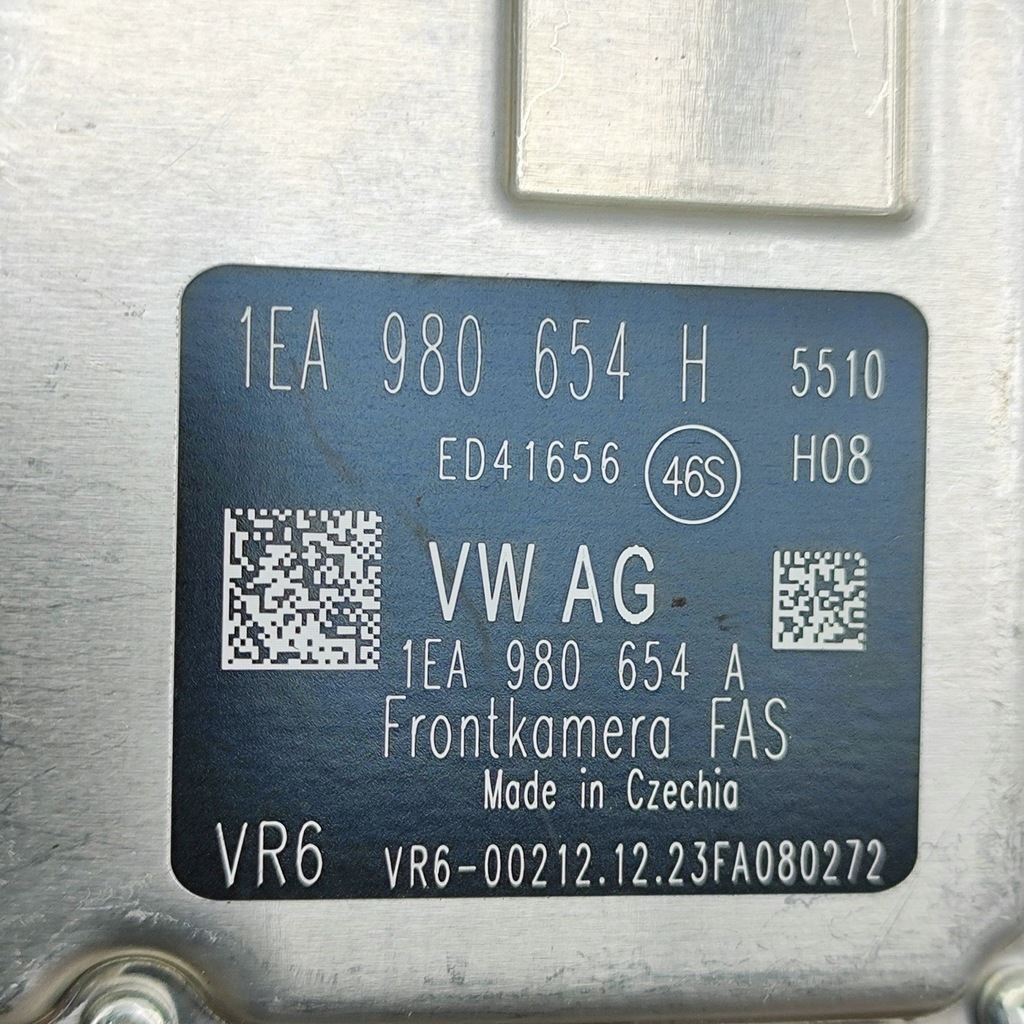 1EA 980 654 H 5510
ED41656 46S H08
VW AG
1EA 980 654 A
Frontkamera FAS
Made in Czechia
VR6 VR6-00212.12.23FA080272